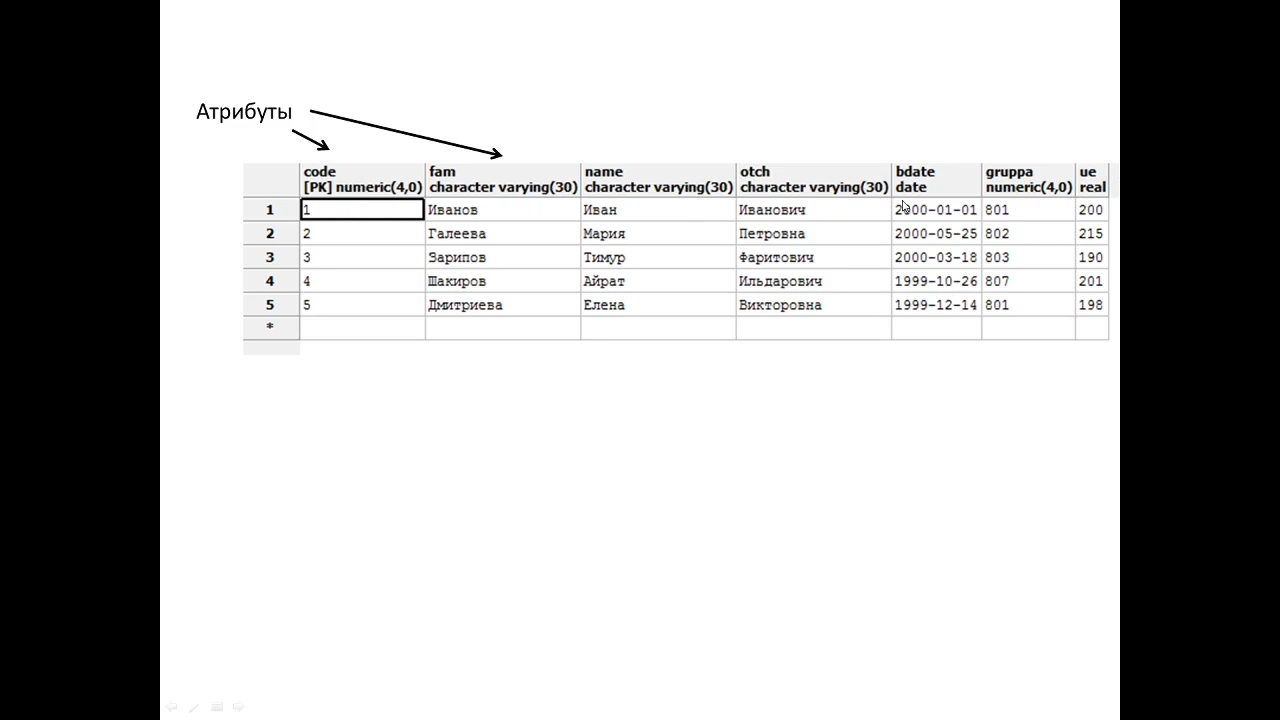 Атрибуты
code fam name otch bdate gruppa ue
[PK] numeric(4,0) character varying(30) character varying(30) character varying(30) date numeric(4,0) real
1 1 Иванов Иван Иванович 2000-01-01 801 200
2 2 Галеева Мария Петровна 2000-05-25 802 215
3 3 Зарипов Тимур Фаритович 2000-03-18 803 190
4 4 Шакиров Айрат Ильдарович 1999-10-26 807 201
5 5 Дмитриева Елена Викторовна 1999-12-14 801 198
*